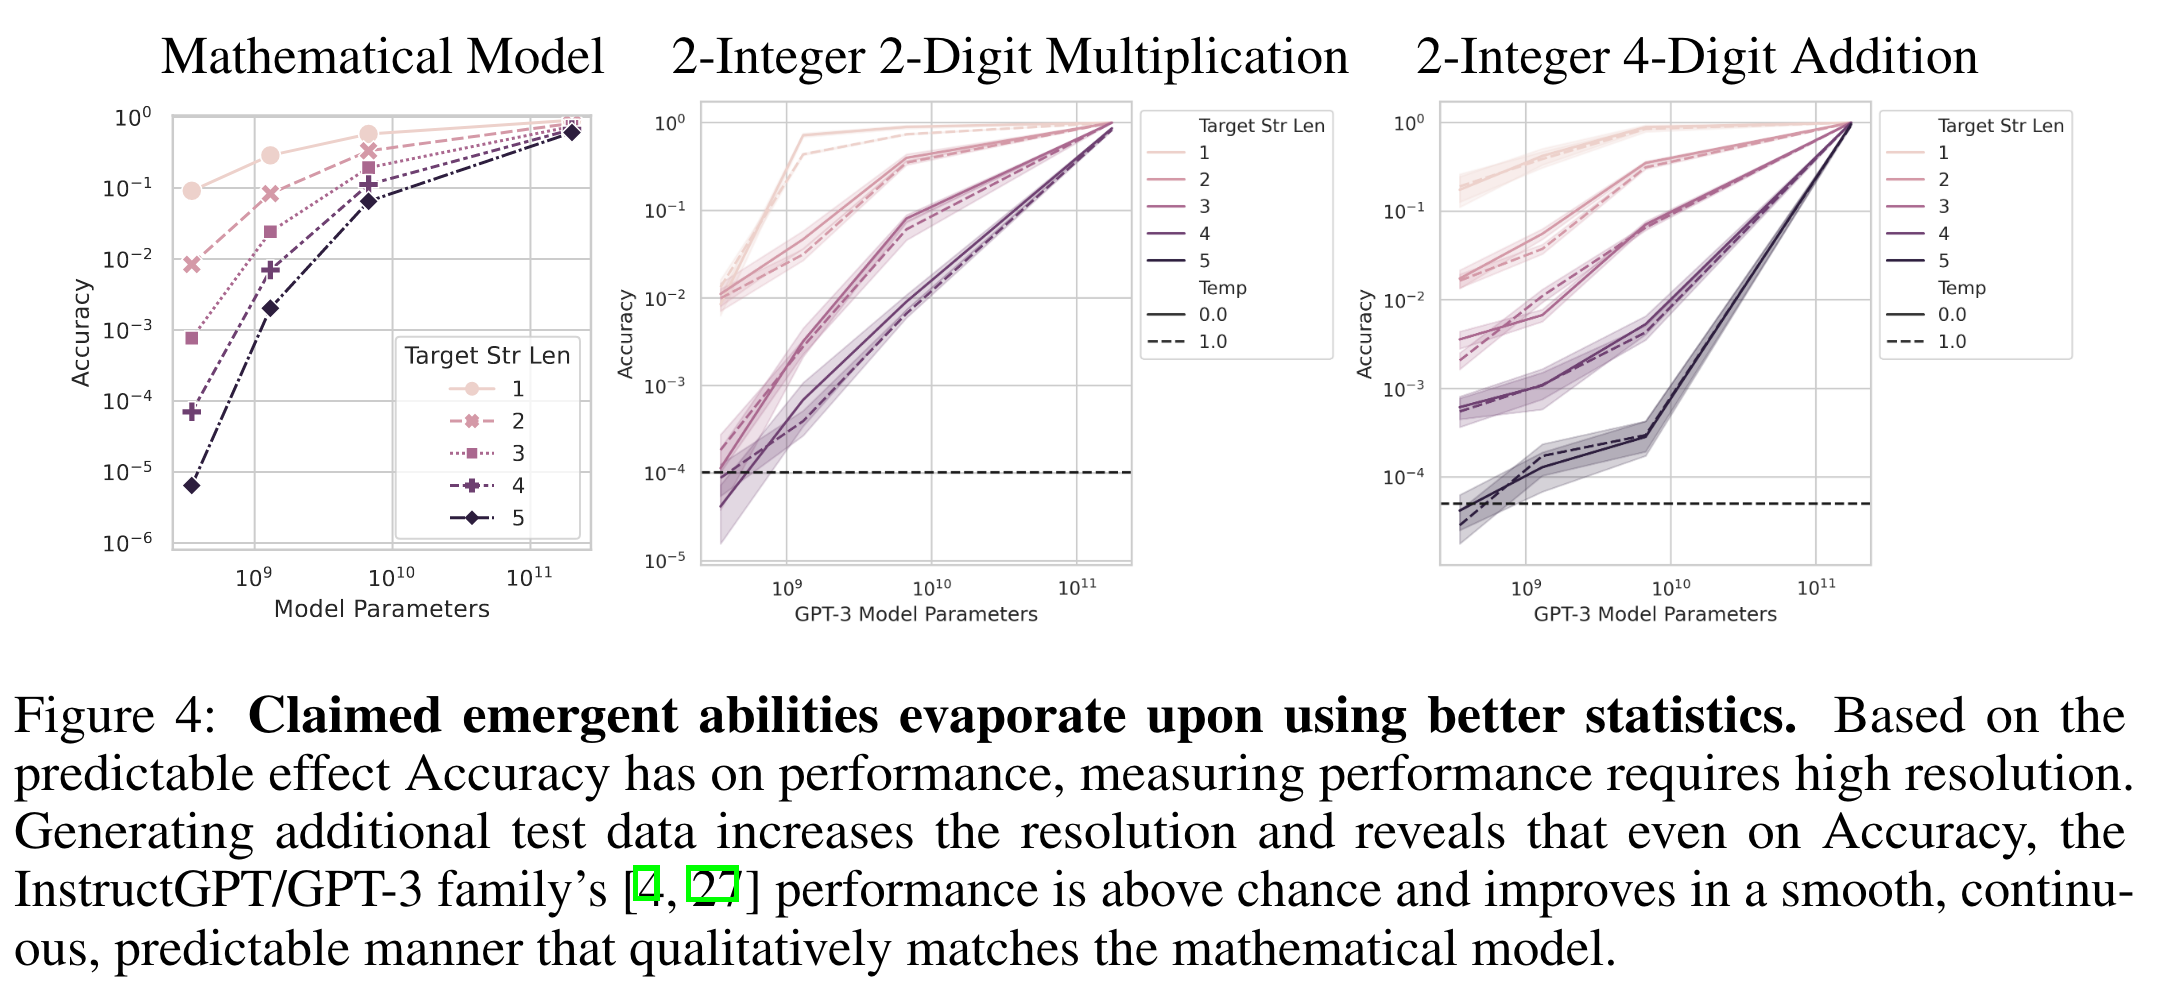 Mathematical Model
2-Integer 2-Digit Multiplication
2-Integer 4-Digit Addition
10^0
10^-1
10^-2
10^-3
10^-4
10^-5
10^-6
Accuracy
10^9
10^10
10^11
Model Parameters
Target Str Len
1
2
3
4
5
10^0
10^-1
10^-2
10^-3
10^-4
10^-5
Accuracy
10^9
10^10
10^11
GPT-3 Model Parameters
Target Str Len
1
2
3
4
5
Temp
0.0
1.0
10^0
10^-1
10^-2
10^-3
10^-4
Accuracy
10^9
10^10
10^11
GPT-3 Model Parameters
Target Str Len
1
2
3
4
5
Temp
0.0
1.0
Figure 4: Claimed emergent abilities evaporate upon using better statistics. Based on the
predictable effect Accuracy has on performance, measuring performance requires high resolution.
Generating additional test data increases the resolution and reveals that even on Accuracy, the
InstructGPT/GPT-3 family's [4, 27] performance is above chance and improves in a smooth, continu-
ous, predictable manner that qualitatively matches the mathematical model.